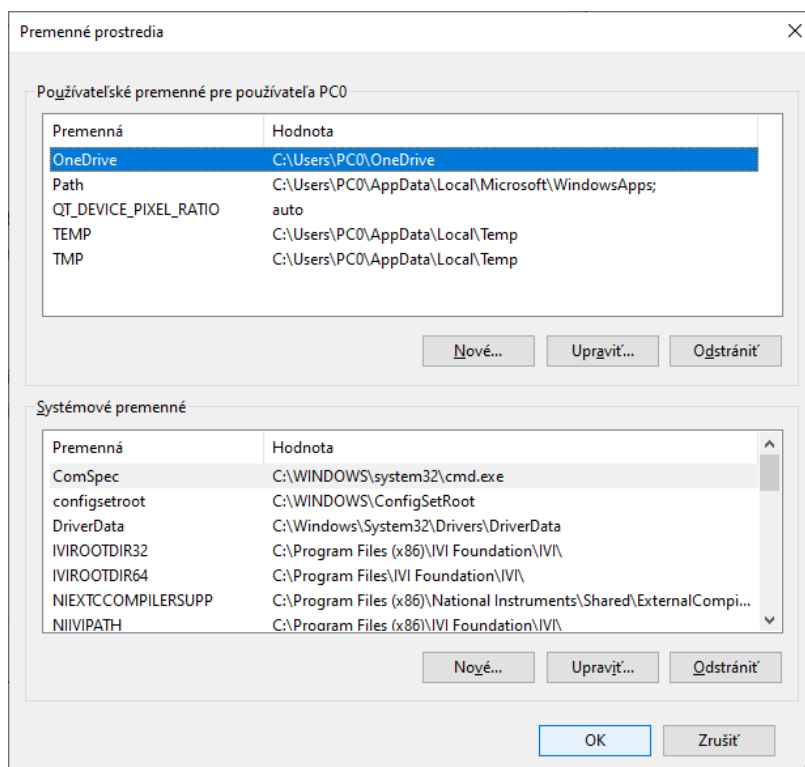 Premenné prostredia
Používateľské premenné pre používateľa PC0
Premenná Hodnota
OneDrive C:\Users\PC0\OneDrive
Path C:\Users\PC0\AppData\Local\Microsoft\WindowsApps;
QT_DEVICE_PIXEL_RATIO auto
TEMP C:\Users\PC0\AppData\Local\Temp
TMP C:\Users\PC0\AppData\Local\Temp
Nové... Upraviť... Odstrániť
Systémové premenné
Premenná Hodnota
ComSpec C:\WINDOWS\system32\cmd.exe
configsetroot C:\WINDOWS\ConfigSetRoot
DriverData C:\Windows\System32\Drivers\DriverData
IVIROOTDIR32 C:\Program Files (x86)\IVI Foundation\IVI\
IVIROOTDIR64 C:\Program Files\IVI Foundation\IVI\
NIEXTCCOMPILERSUPP C:\Program Files (x86)\National Instruments\Shared\ExternalCompi...
NIIVIPATH C:\Program Files (x86)\IVI Foundation\IVI\
Nové... Upraviť... Odstrániť
OK Zrušiť